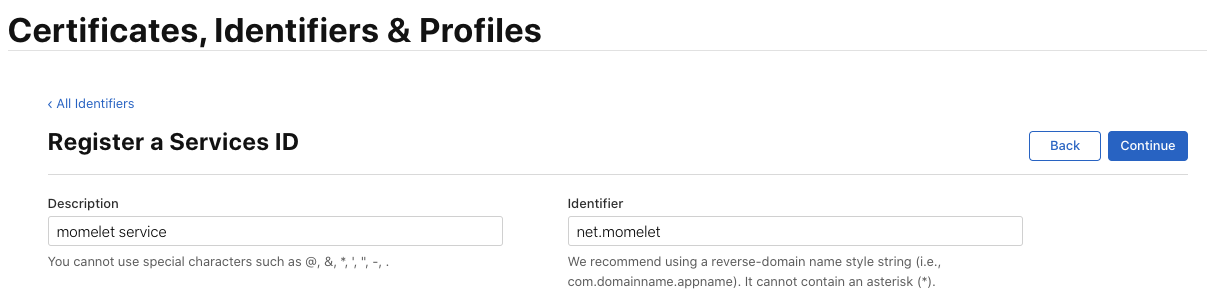 Certificates, Identifiers & Profiles
‹ All Identifiers
Register a Services ID
Back
Continue
Description
Identifier
momelet service
net.momelet
You cannot use special characters such as @, &, *, ', ", -, .
We recommend using a reverse-domain name style string (i.e.,
com.domainname.appname). It cannot contain an asterisk (*).